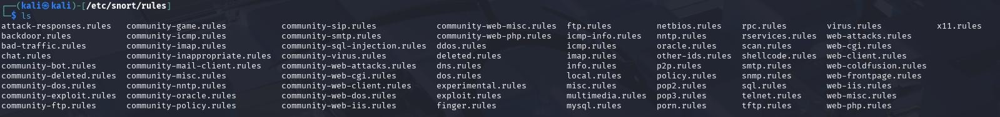 ┌──(kali㉿kali)-[/etc/snort/rules]
└─$ ls
attack-responses.rules community-game.rules community-sip.rules community-web-misc.rules ftp.rules netbios.rules rpc.rules virus.rules x11.rules
backdoor.rules community-icmp.rules community-smtp.rules community-web-php.rules icmp-info.rules nntp.rules rservices.rules web-attacks.rules
bad-traffic.rules community-imap.rules community-sql-injection.rules ddos.rules icmp.rules oracle.rules scan.rules web-cgi.rules
chat.rules community-inappropriate.rules community-virus.rules deleted.rules imap.rules other-ids.rules shellcode.rules web-client.rules
community-bot.rules community-mail-client.rules community-web-attacks.rules dns.rules info.rules p2p.rules smtp.rules web-coldfusion.rules
community-deleted.rules community-misc.rules community-web-cgi.rules dos.rules local.rules policy.rules snmp.rules web-frontpage.rules
community-dos.rules community-nntp.rules community-web-client.rules experimental.rules misc.rules pop2.rules sql.rules web-iis.rules
community-exploit.rules community-oracle.rules community-web-dos.rules exploit.rules multimedia.rules pop3.rules telnet.rules web-misc.rules
community-ftp.rules community-policy.rules community-web-iis.rules finger.rules mysql.rules porn.rules tftp.rules web-php.rules